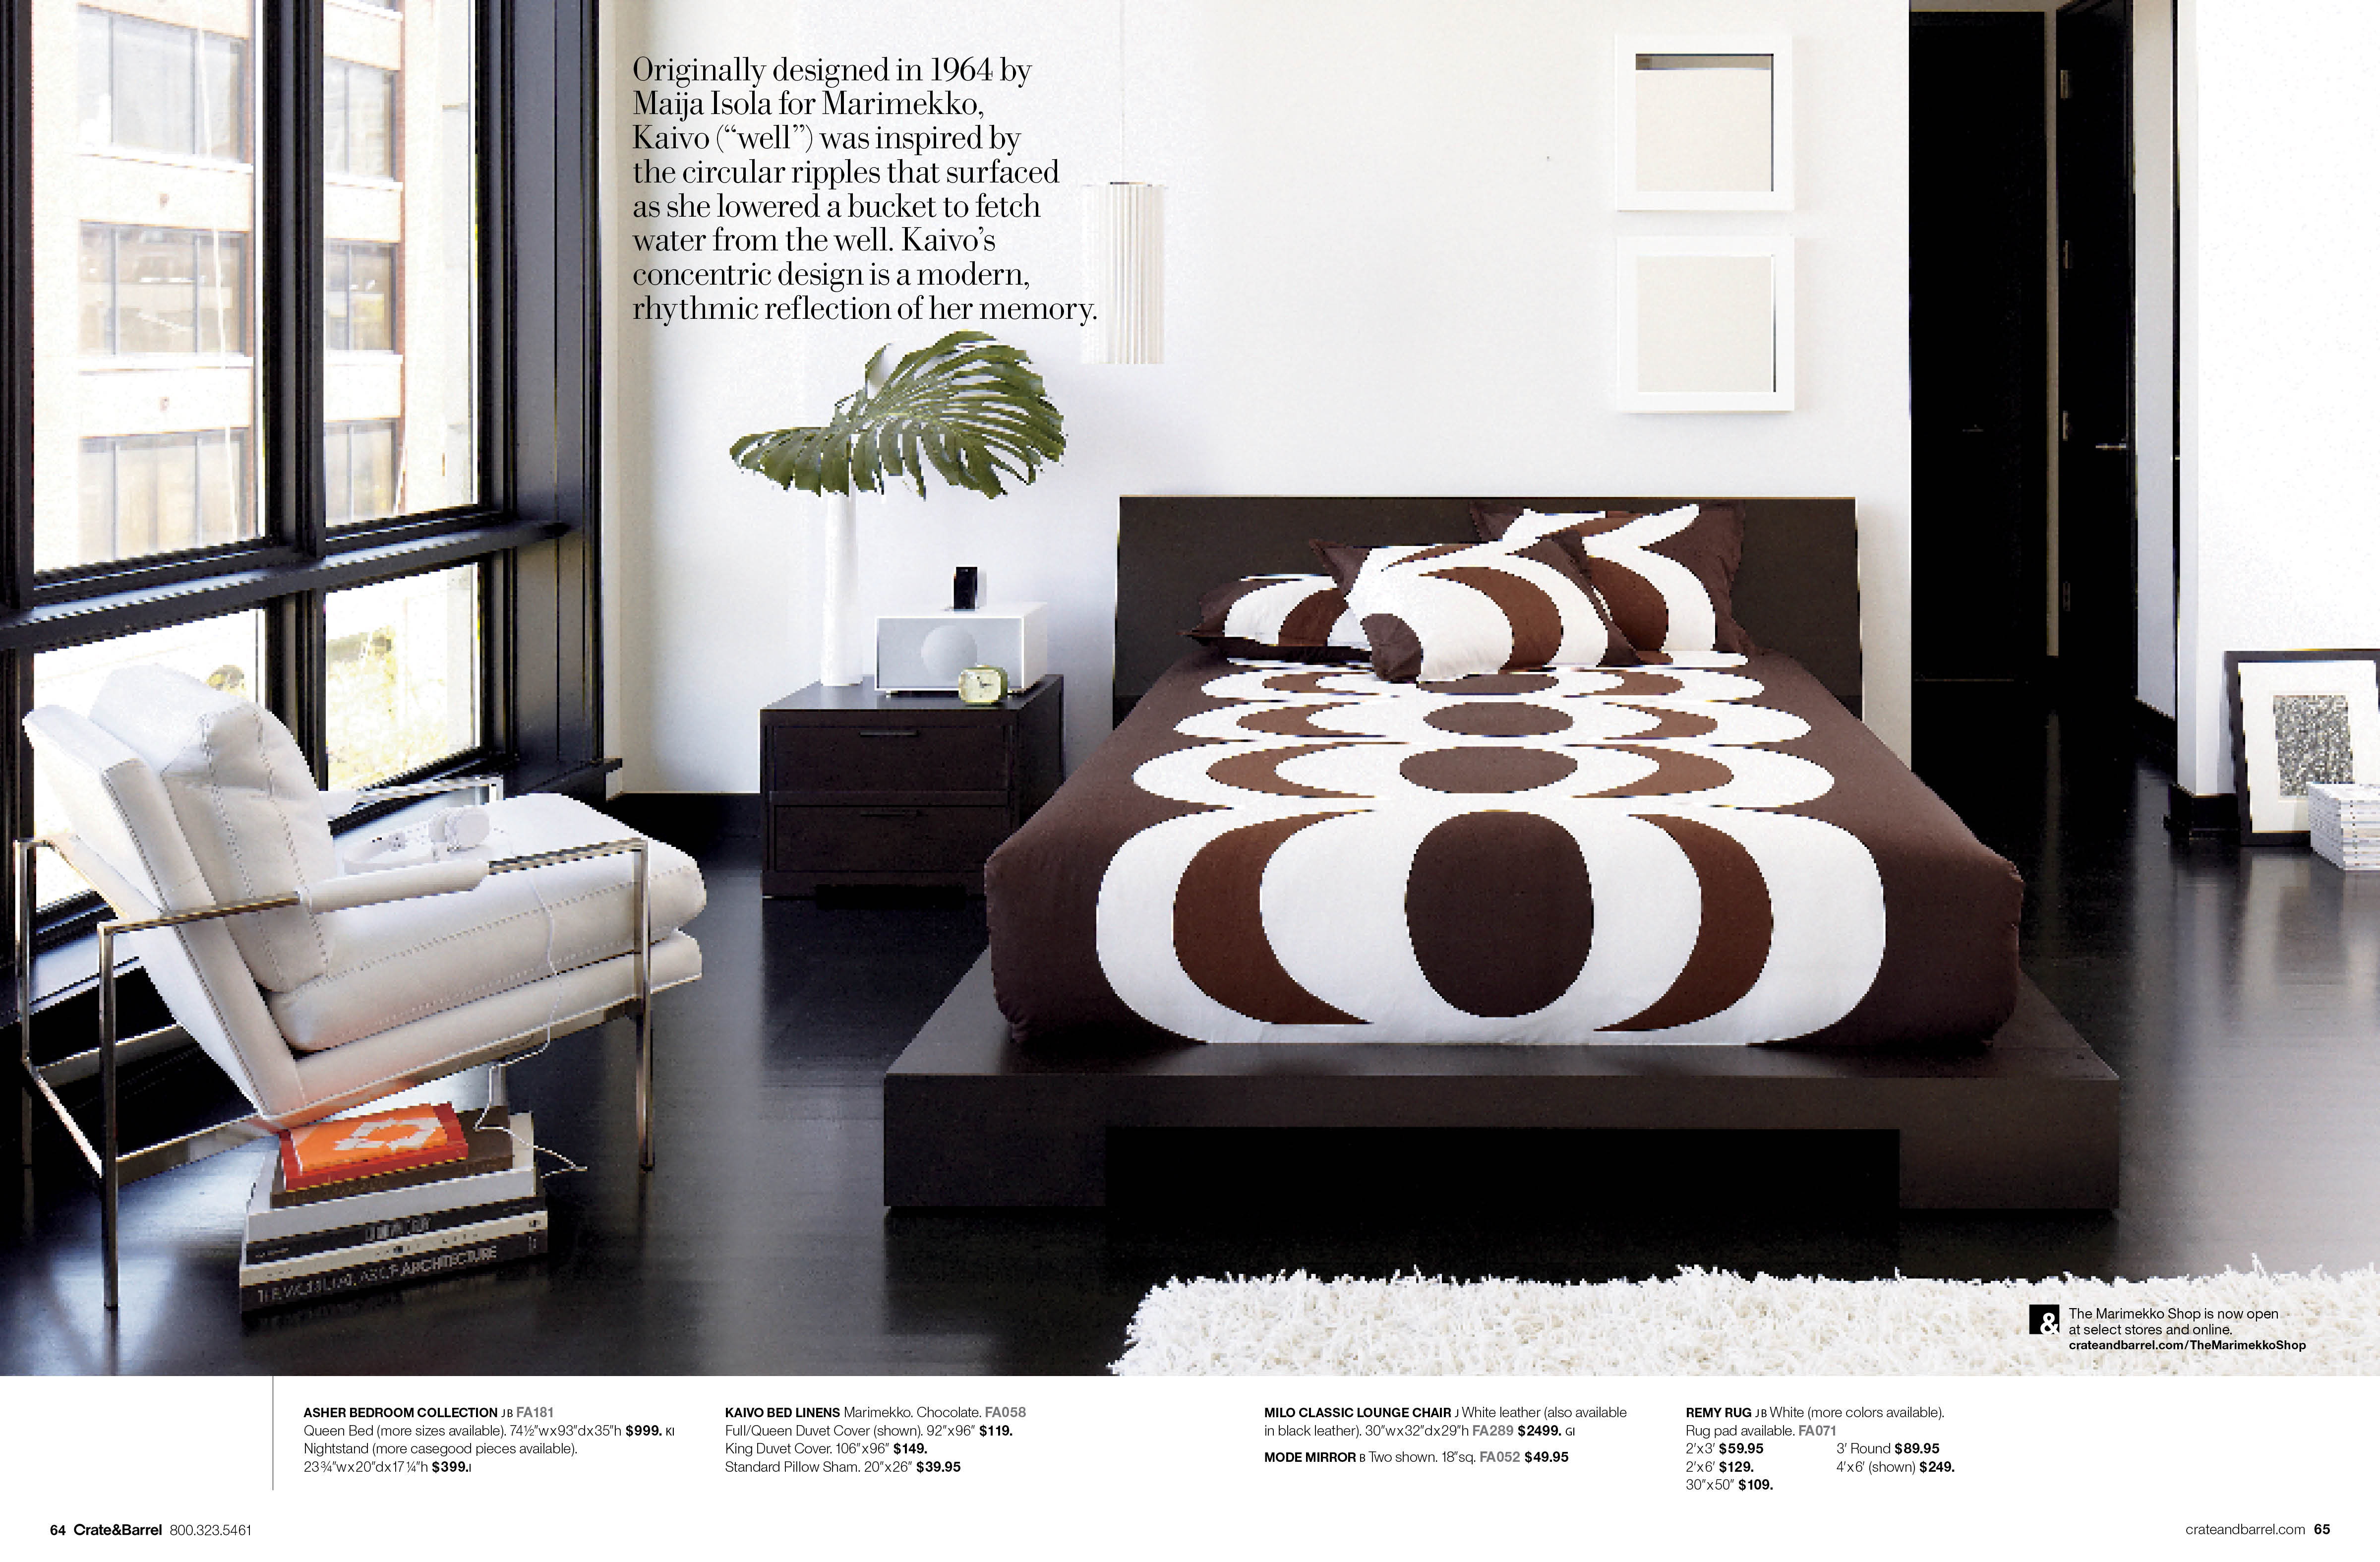 Originally designed in 1964 by
Maija Isola for Marimekko,
Kaivo (“well”) was inspired by
the circular ripples that surfaced
as she lowered a bucket to fetch
water from the well. Kaivo’s
concentric design is a modern,
rhythmic reflection of her memory.
ARCHITECTURE
& The Marimekko Shop is now open
at select stores and online.
crateandbarrel.com/TheMarimekkoShop
ASHER BEDROOM COLLECTION J B FA181
Queen Bed (more sizes available). 74½"wx93"dx35"h $999. KI
Nightstand (more casegood pieces available).
23¾"wx20"dx17¼"h $399.I
KAIVO BED LINENS Marimekko. Chocolate. FA058
Full/Queen Duvet Cover (shown). 92"x96" $119.
King Duvet Cover. 106"x96" $149.
Standard Pillow Sham. 20"x26" $39.95
MILO CLASSIC LOUNGE CHAIR J White leather (also available
in black leather). 30"wx32"dx29"h FA289 $2499. GI
MODE MIRROR B Two shown. 18"sq. FA052 $49.95
REMY RUG J B White (more colors available).
Rug pad available. FA071
2'x3' $59.95
2'x6' $129.
30"x50" $109.
3' Round $89.95
4'x6' (shown) $249.
64 Crate&Barrel 800.323.5461
crateandbarrel.com 65